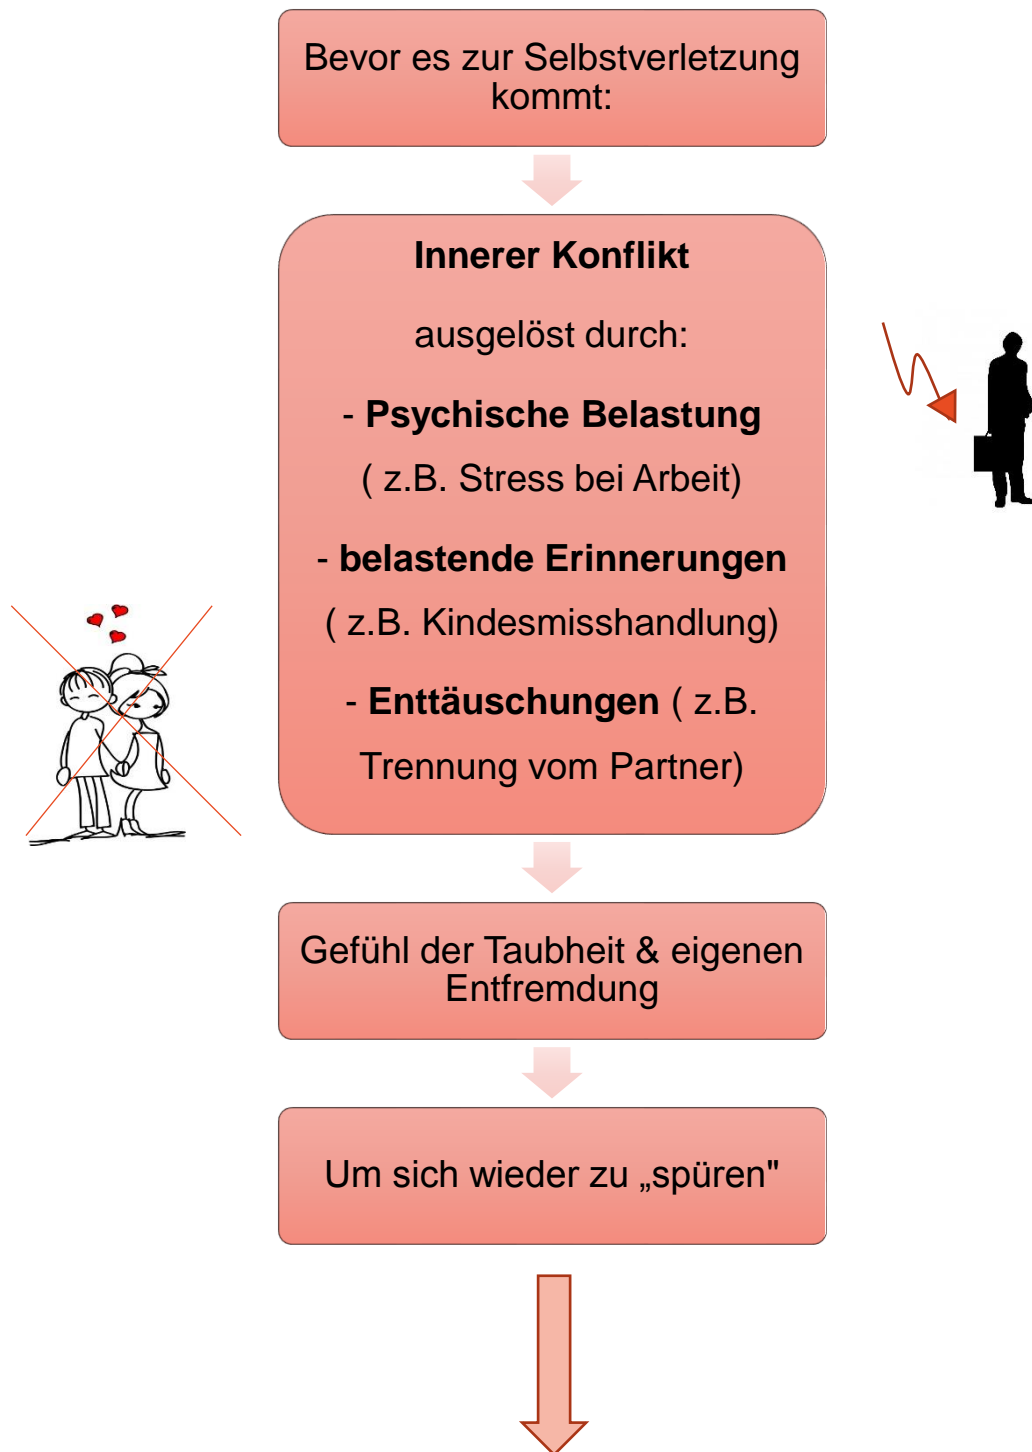 Bevor es zur Selbstverletzung
kommt:
Innerer Konflikt
ausgelöst durch:
- Psychische Belastung
( z.B. Stress bei Arbeit)
- belastende Erinnerungen
( z.B. Kindesmisshandlung)
- Enttäuschungen ( z.B.
Trennung vom Partner)
Gefühl der Taubheit & eigenen
Entfremdung
Um sich wieder zu „spüren"